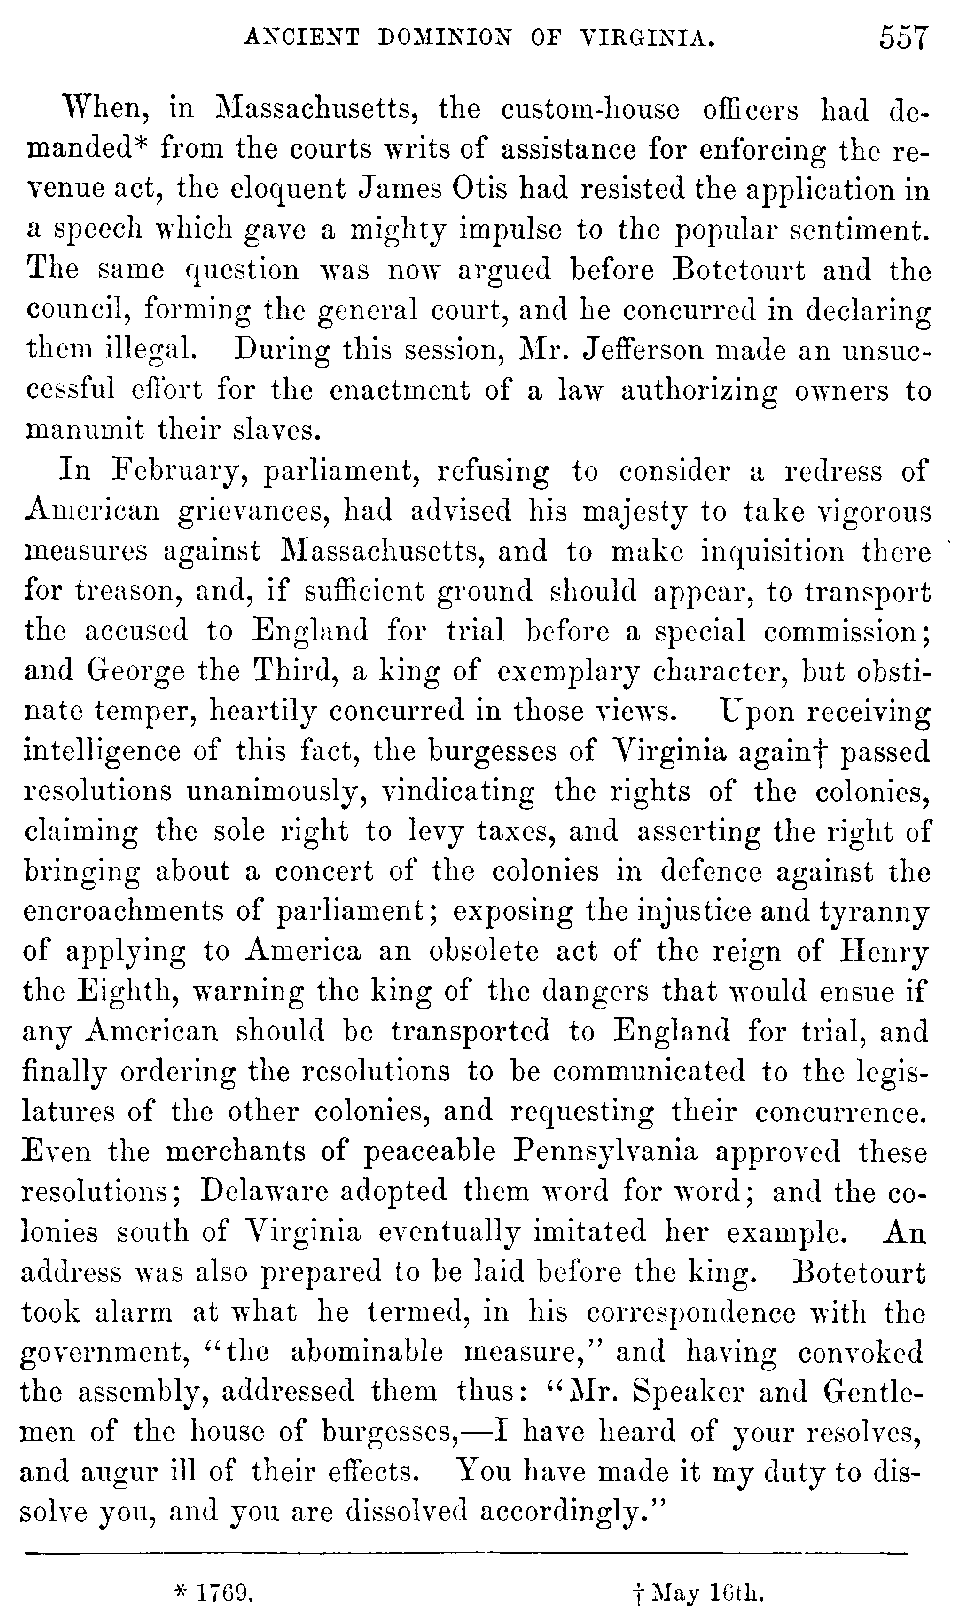 ANCIENT DOMINION OF VIRGINIA. 557
When, in Massachusetts, the custom-house officers had de-
manded* from the courts writs of assistance for enforcing the re-
venue act, the eloquent James Otis had resisted the application in
a speech which gave a mighty impulse to the popular sentiment.
The same question was now argued before Botetourt and the
council, forming the general court, and he concurred in declaring
them illegal. During this session, Mr. Jefferson made an unsuc-
cessful effort for the enactment of a law authorizing owners to
manumit their slaves.
In February, parliament, refusing to consider a redress of
American grievances, had advised his majesty to take vigorous
measures against Massachusetts, and to make inquisition there
for treason, and, if sufficient ground should appear, to transport
the accused to England for trial before a special commission;
and George the Third, a king of exemplary character, but obsti-
nate temper, heartily concurred in those views. Upon receiving
intelligence of this fact, the burgesses of Virginia again† passed
resolutions unanimously, vindicating the rights of the colonies,
claiming the sole right to levy taxes, and asserting the right of
bringing about a concert of the colonies in defence against the
encroachments of parliament; exposing the injustice and tyranny
of applying to America an obsolete act of the reign of Henry
the Eighth, warning the king of the dangers that would ensue if
any American should be transported to England for trial, and
finally ordering the resolutions to be communicated to the legis-
latures of the other colonies, and requesting their concurrence.
Even the merchants of peaceable Pennsylvania approved these
resolutions; Delaware adopted them word for word; and the co-
lonies south of Virginia eventually imitated her example. An
address was also prepared to be laid before the king. Botetourt
took alarm at what he termed, in his correspondence with the
government, "the abominable measure," and having convoked
the assembly, addressed them thus: "Mr. Speaker and Gentle-
men of the house of burgesses,—I have heard of your resolves,
and augur ill of their effects. You have made it my duty to dis-
solve you, and you are dissolved accordingly."
* 1769. † May 16th.